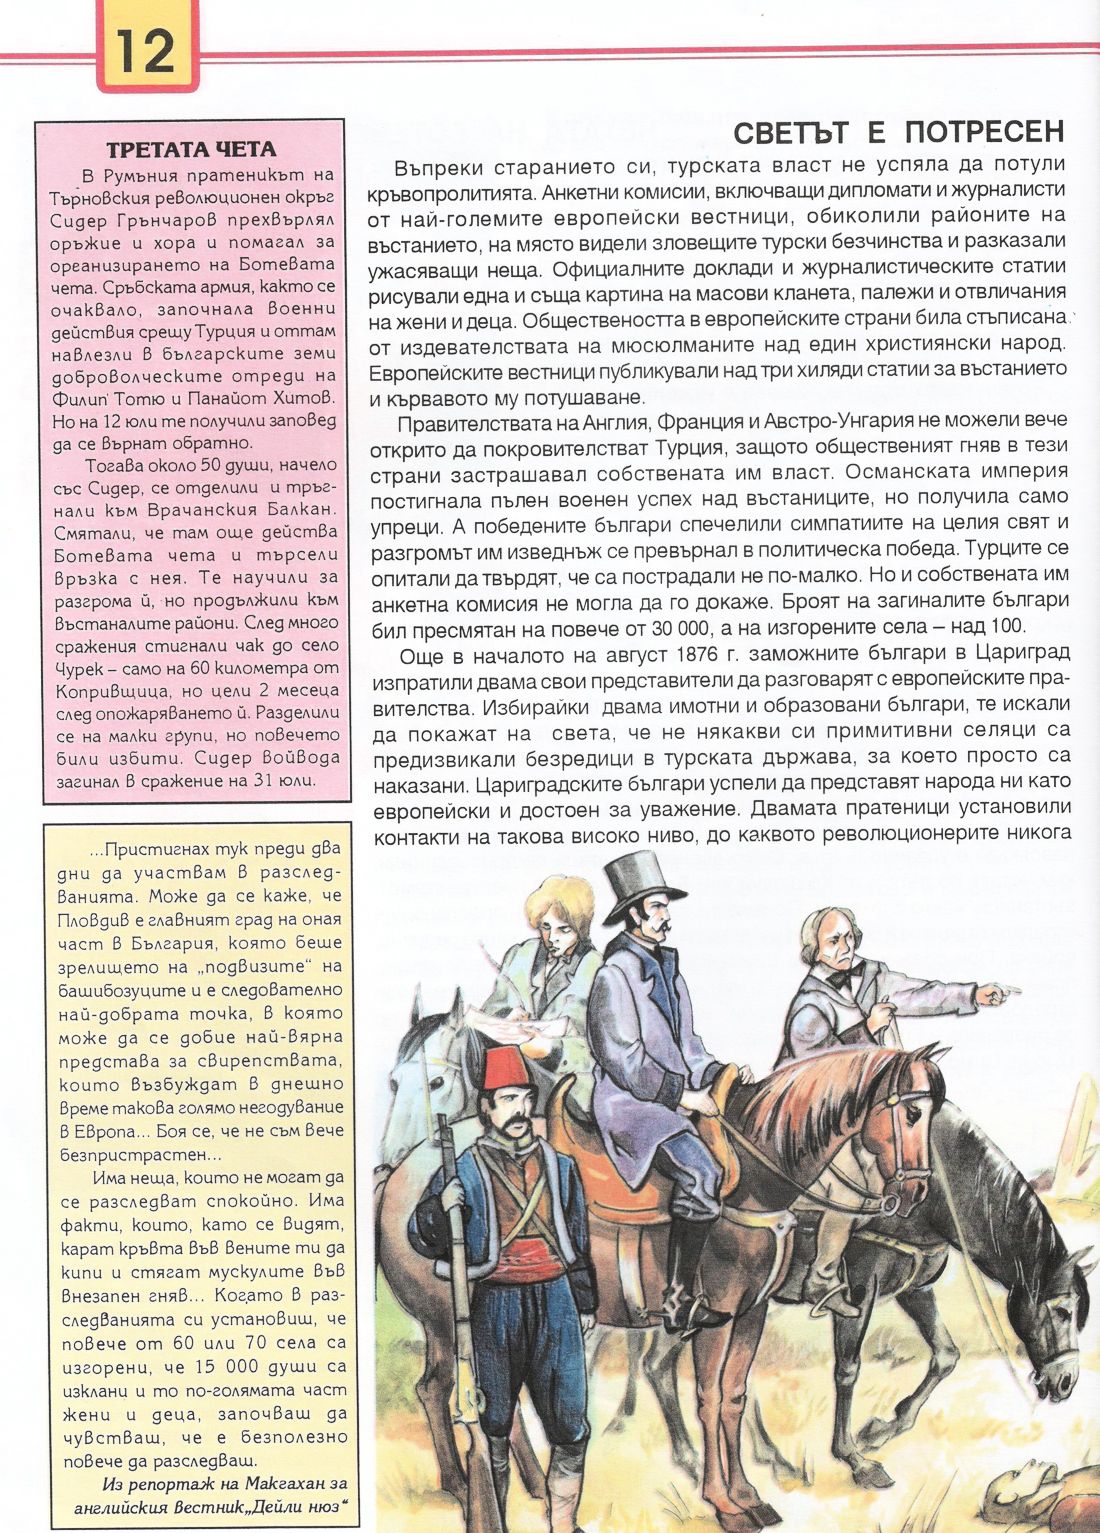 12
ТРЕТАТА ЧЕТА
В Румъния пратеникът на
Търновския революционен окръг
Сидер Грънчаров прехвърлял
оръжие и хора и помагал за
организирането на Ботевата
чета. Сръбската армия, както се
очаквало, започнала военни
действия срещу Турция и оттам
навлезли в българските земи
доброволческите отреди на
Филип Тотю и Панайот Хитов.
Но на 12 юли те получили заповед
да се върнат обратно.
Тогава около 50 души, начело
със Сидер, се отделили и тръг-
нали към Врачанския Балкан.
Смятали, че там още действа
Ботевата чета и търсели
връзка с нея. Те научили за
разгрома ѝ, но продължили към
въстаналите райони. След много
сражения стигнали чак до село
Чурек – само на 60 километра от
Копривщица, но цели 2 месеца
след опожаряването ѝ. Разделили
се на малки групи, но повечето
били избити. Сидер войвода
загинал в сражение на 31 юли.
...Пристигнах тук преди два
дни да участвам в разслед-
ванията. Може да се каже, че
Пловдив е главният град на оная
част в България, която беше
зрелището на „подвизите“ на
башибозуците и е следователно
най-добрата точка, в която
може да се добие най-вярна
представа за свирепствата,
които възбуждат в днешно
време такова голямо негодувание
в Европа... Боя се, че не съм вече
безпристрастен...
Има неща, които не могат да
се разследват спокойно. Има
факти, които, като се видят,
карат кръвта във вените ти да
кипи и стягат мускулите във
внезапен гняв... Когато в раз-
следванията си установиш, че
повече от 60 или 70 села са
изгорени, че 15 000 души са
изклани и то по-голямата част
жени и деца, започваш да
чувстваш, че е безполезно
повече да разследваш.
Из репортаж на Макгахан за
английския вестник„Дейли нюз“
СВЕТЪТ Е ПОТРЕСЕН
Въпреки старанието си, турската власт не успяла да потули
кръвопролитията. Анкетни комисии, включващи дипломати и журналисти
от най-големите европейски вестници, обиколили районите на
въстанието, на място видели зловещите турски безчинства и разказали
ужасяващи неща. Официалните доклади и журналистическите статии
рисували една и съща картина на масови кланета, палежи и отвличания
на жени и деца. Обществеността в европейските страни била стъписана
от издевателствата на мюсюлманите над един християнски народ.
Европейските вестници публикували над три хиляди статии за въстанието
и кървавото му потушаване.
Правителствата на Англия, Франция и Австро-Унгария не можели вече
открито да покровителстват Турция, защото общественият гняв в тези
страни застрашавал собствената им власт. Османската империя
постигнала пълен военен успех над въстаниците, но получила само
упреци. А победените българи спечелили симпатиите на целия свят и
разгромът им изведнъж се превърнал в политическа победа. Турците се
опитали да твърдят, че са пострадали не по-малко. Но и собствената им
анкетна комисия не могла да го докаже. Броят на загиналите българи
бил пресмятан на повече от 30 000, а на изгорените села – над 100.
Още в началото на август 1876 г. заможните българи в Цариград
изпратили двама свои представители да разговарят с европейските пра-
вителства. Избирайки двама имотни и образовани българи, те искали
да покажат на света, че не някакви си примитивни селяци са
предизвикали безредици в турската държава, за което просто са
наказани. Цариградските българи успели да представят народа ни като
европейски и достоен за уважение. Двамата пратеници установили
контакти на такова високо ниво, до каквото революционерите никога